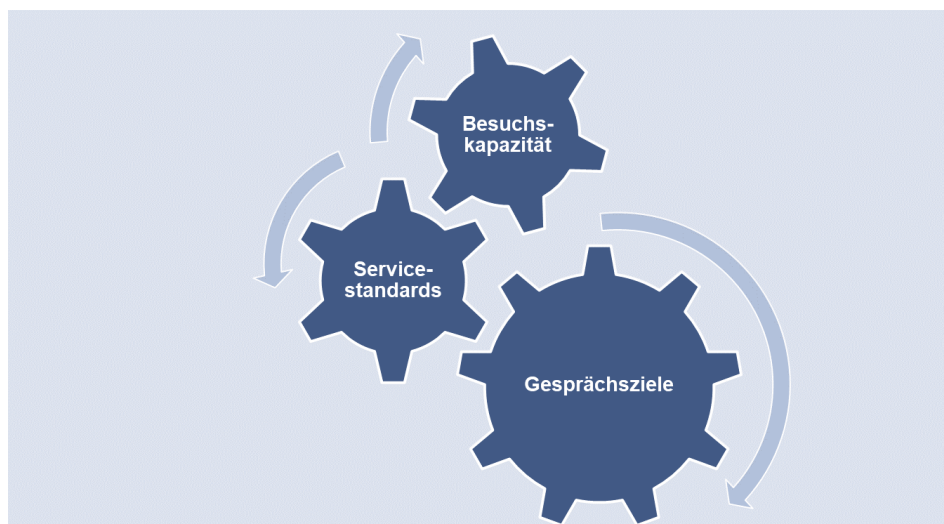 Besuchs-
kapazität
Service-
standards
Gesprächsziele